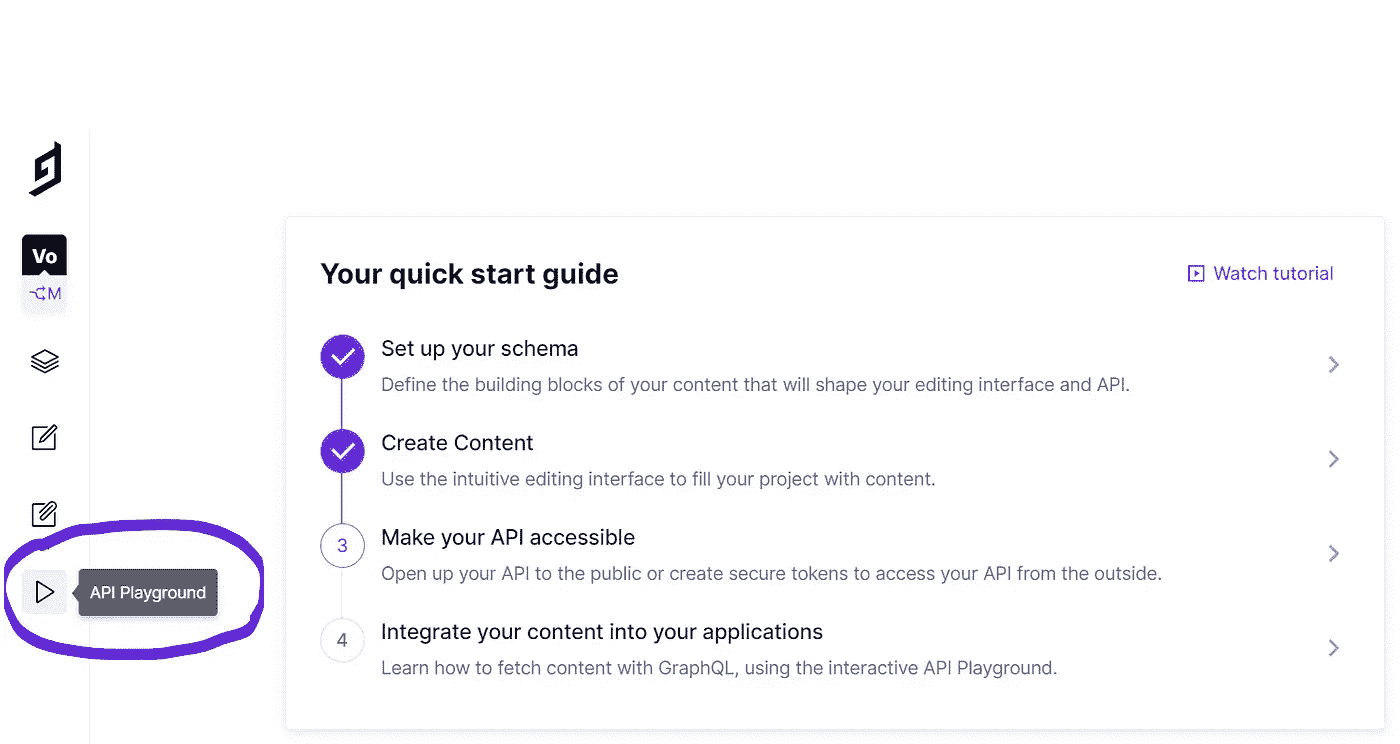 Vo
M
API Playground
Your quick start guide
Watch tutorial
Set up your schema
Define the building blocks of your content that will shape your editing interface and API.
Create Content
Use the intuitive editing interface to fill your project with content.
3
Make your API accessible
Open up your API to the public or create secure tokens to access your API from the outside.
4
Integrate your content into your applications
Learn how to fetch content with GraphQL, using the interactive API Playground.